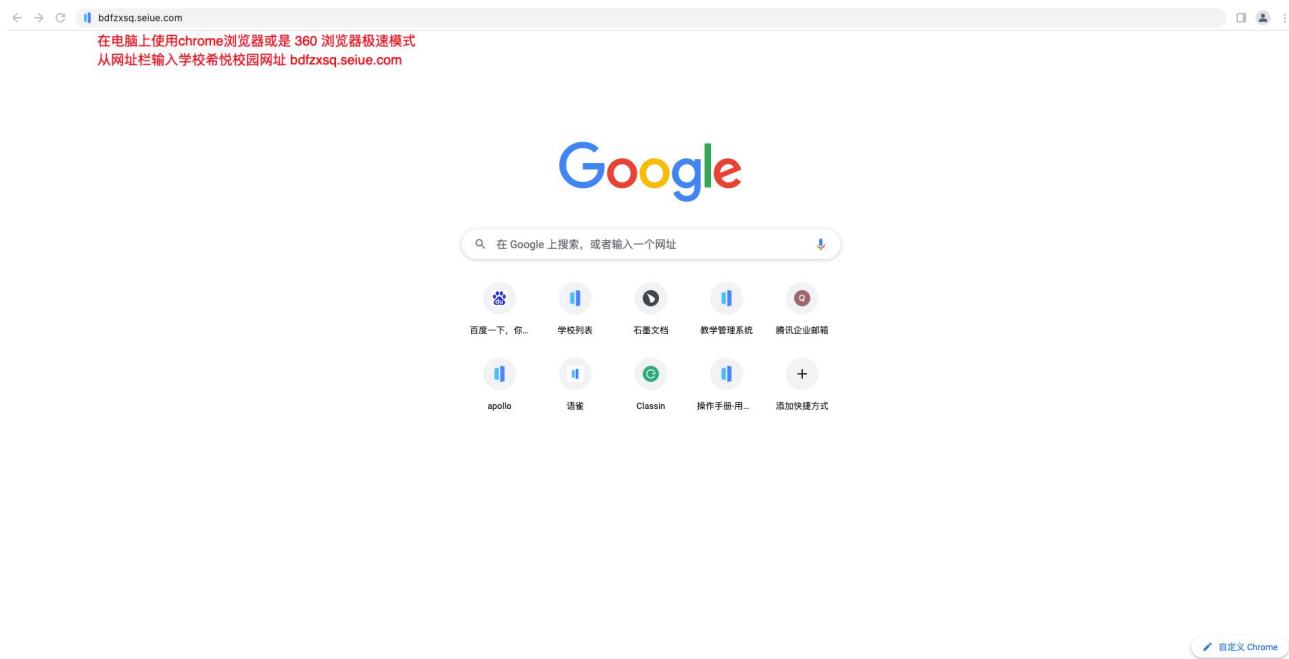 bdfzxsq.seiue.com
在电脑上使用chrome浏览器或是 360 浏览器极速模式
从网址栏输入学校希悦校园网址 bdfzxsq.seiue.com
Google
在 Google 上搜索，或者输入一个网址
百度一下，你...
学校列表
石墨文档
教学管理系统
Q
腾讯企业邮箱
apollo
语雀
Classin
操作手册-用...
添加快捷方式
自定义 Chrome